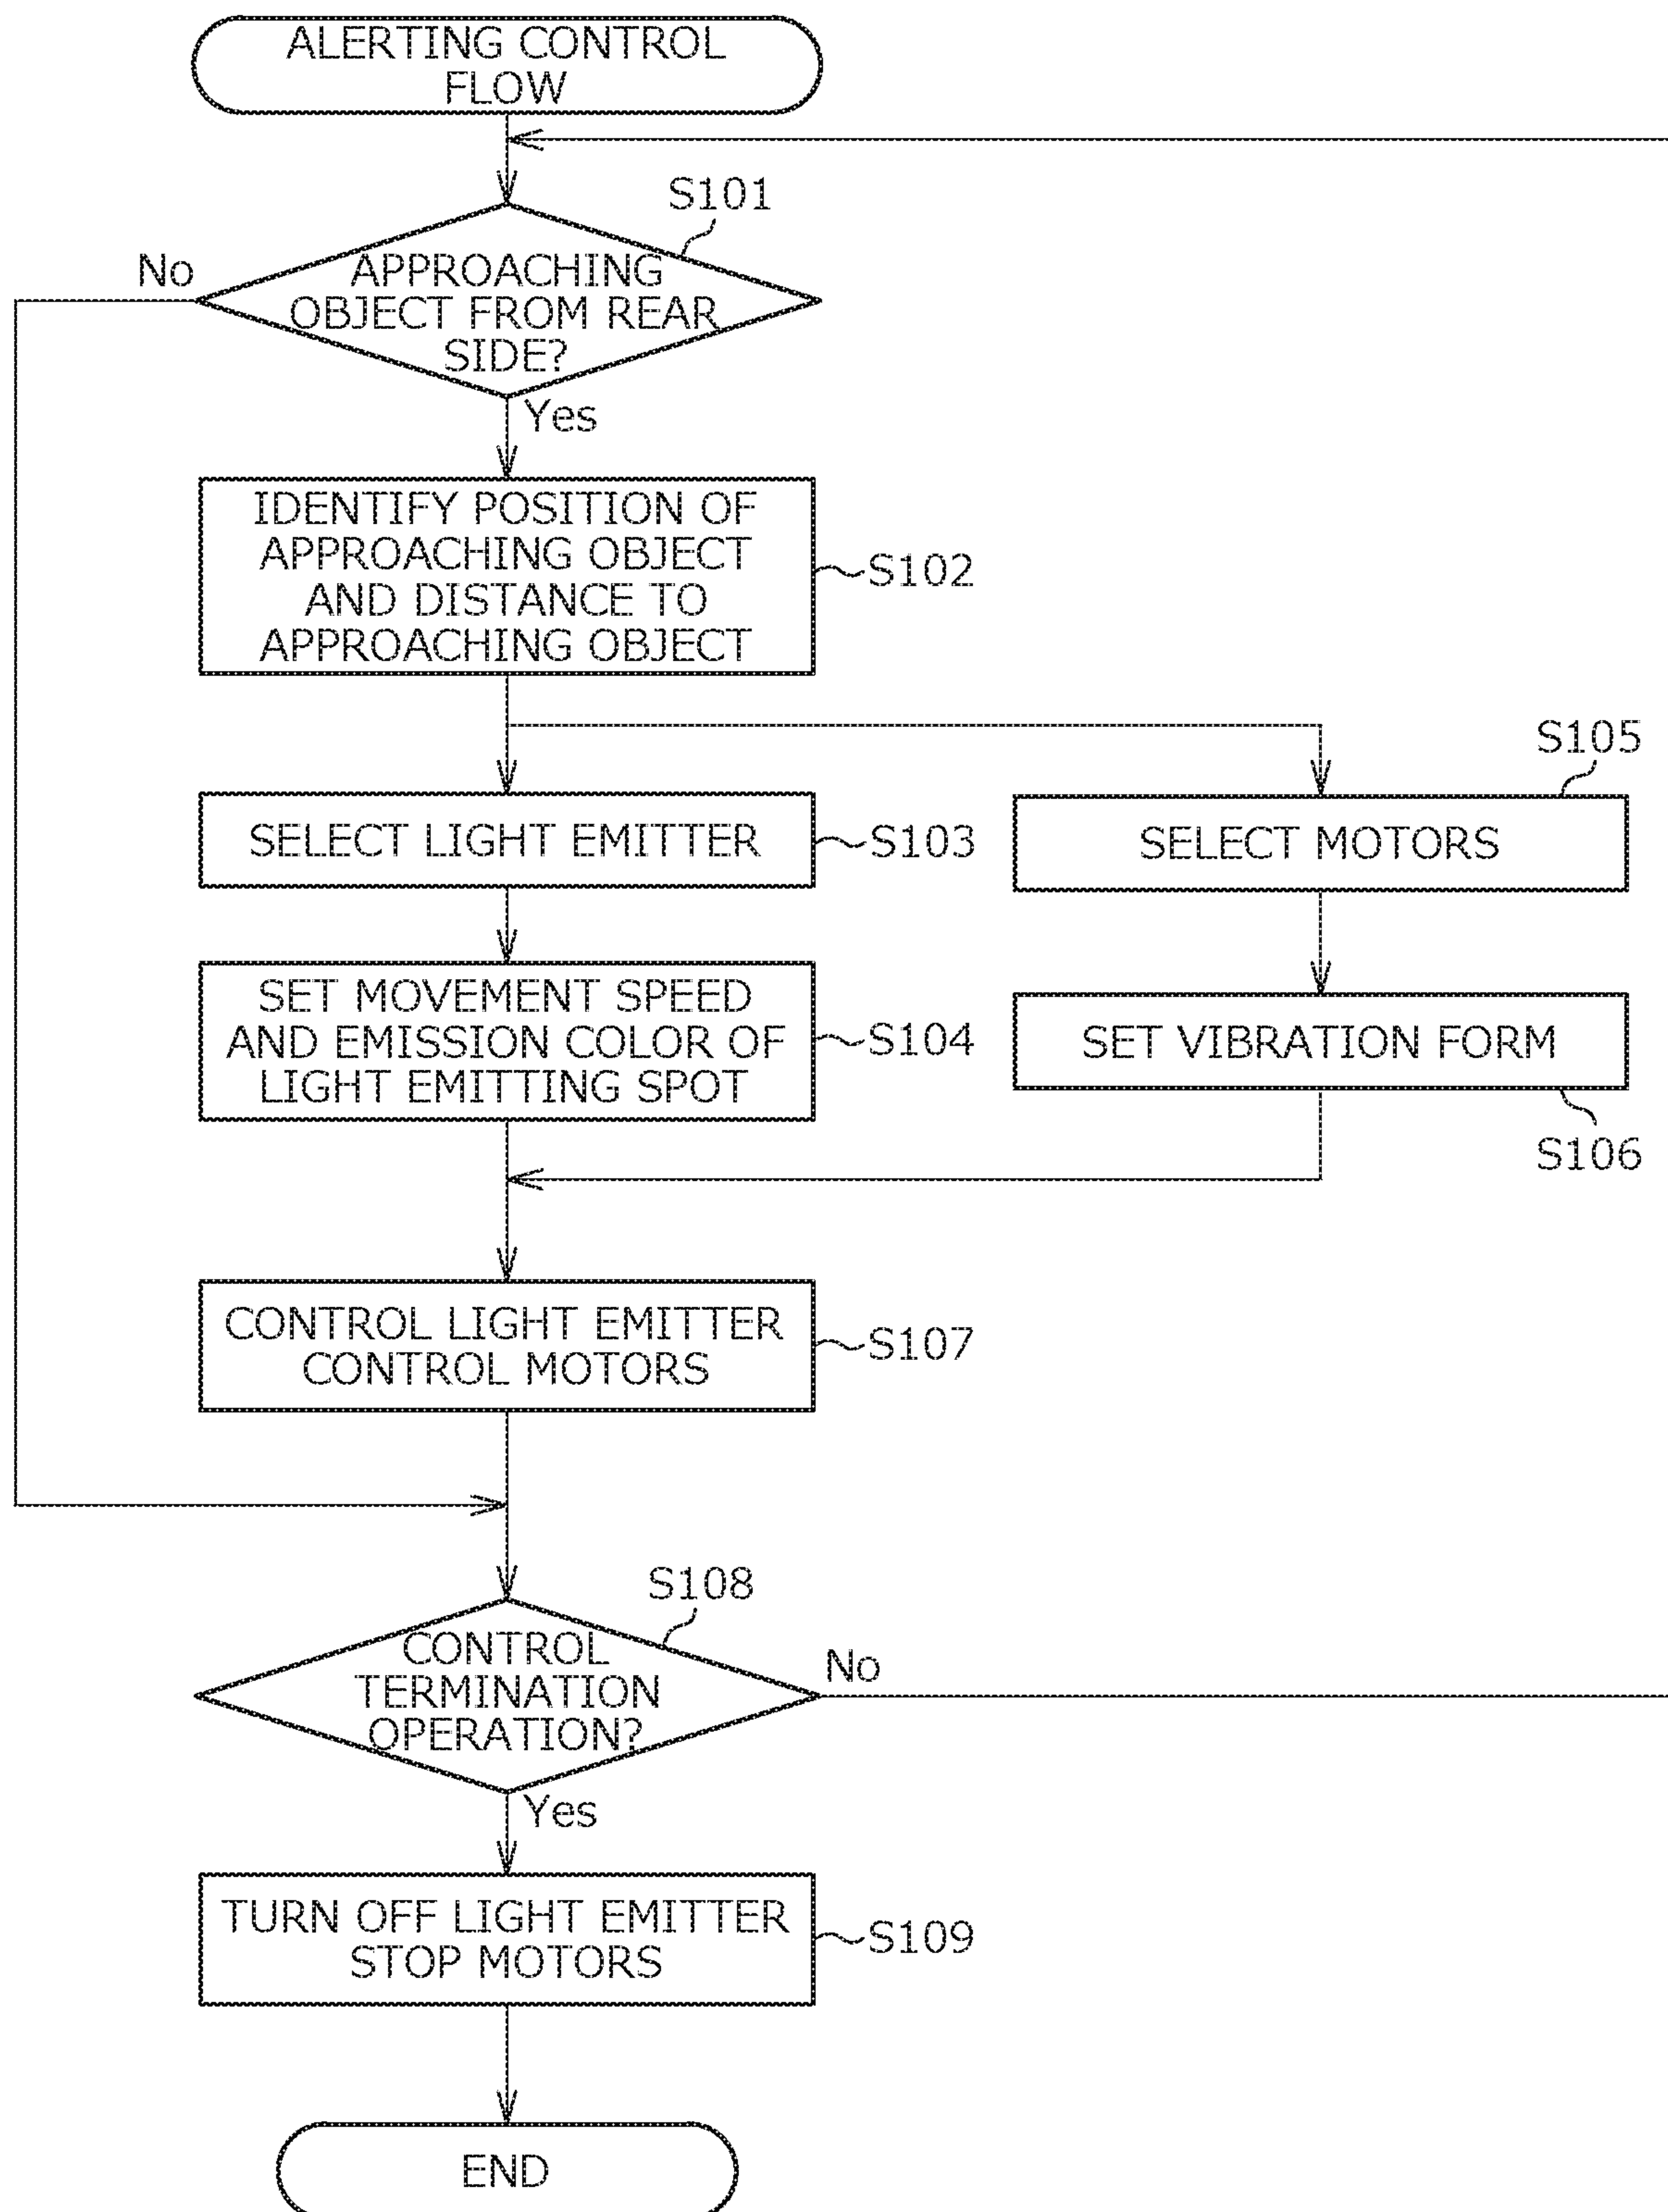 ALERTING CONTROL
FLOW
S101
No
APPROACHING
OBJECT FROM REAR
SIDE?
Yes
IDENTIFY POSITION OF
APPROACHING OBJECT
AND DISTANCE TO
APPROACHING OBJECT
S102
SELECT LIGHT EMITTER
S103
SET MOVEMENT SPEED
AND EMISSION COLOR OF
LIGHT EMITTING SPOT
S104
S105
SELECT MOTORS
SET VIBRATION FORM
S106
CONTROL LIGHT EMITTER
CONTROL MOTORS
S107
S108
CONTROL
TERMINATION
OPERATION?
No
Yes
TURN OFF LIGHT EMITTER
STOP MOTORS
S109
END